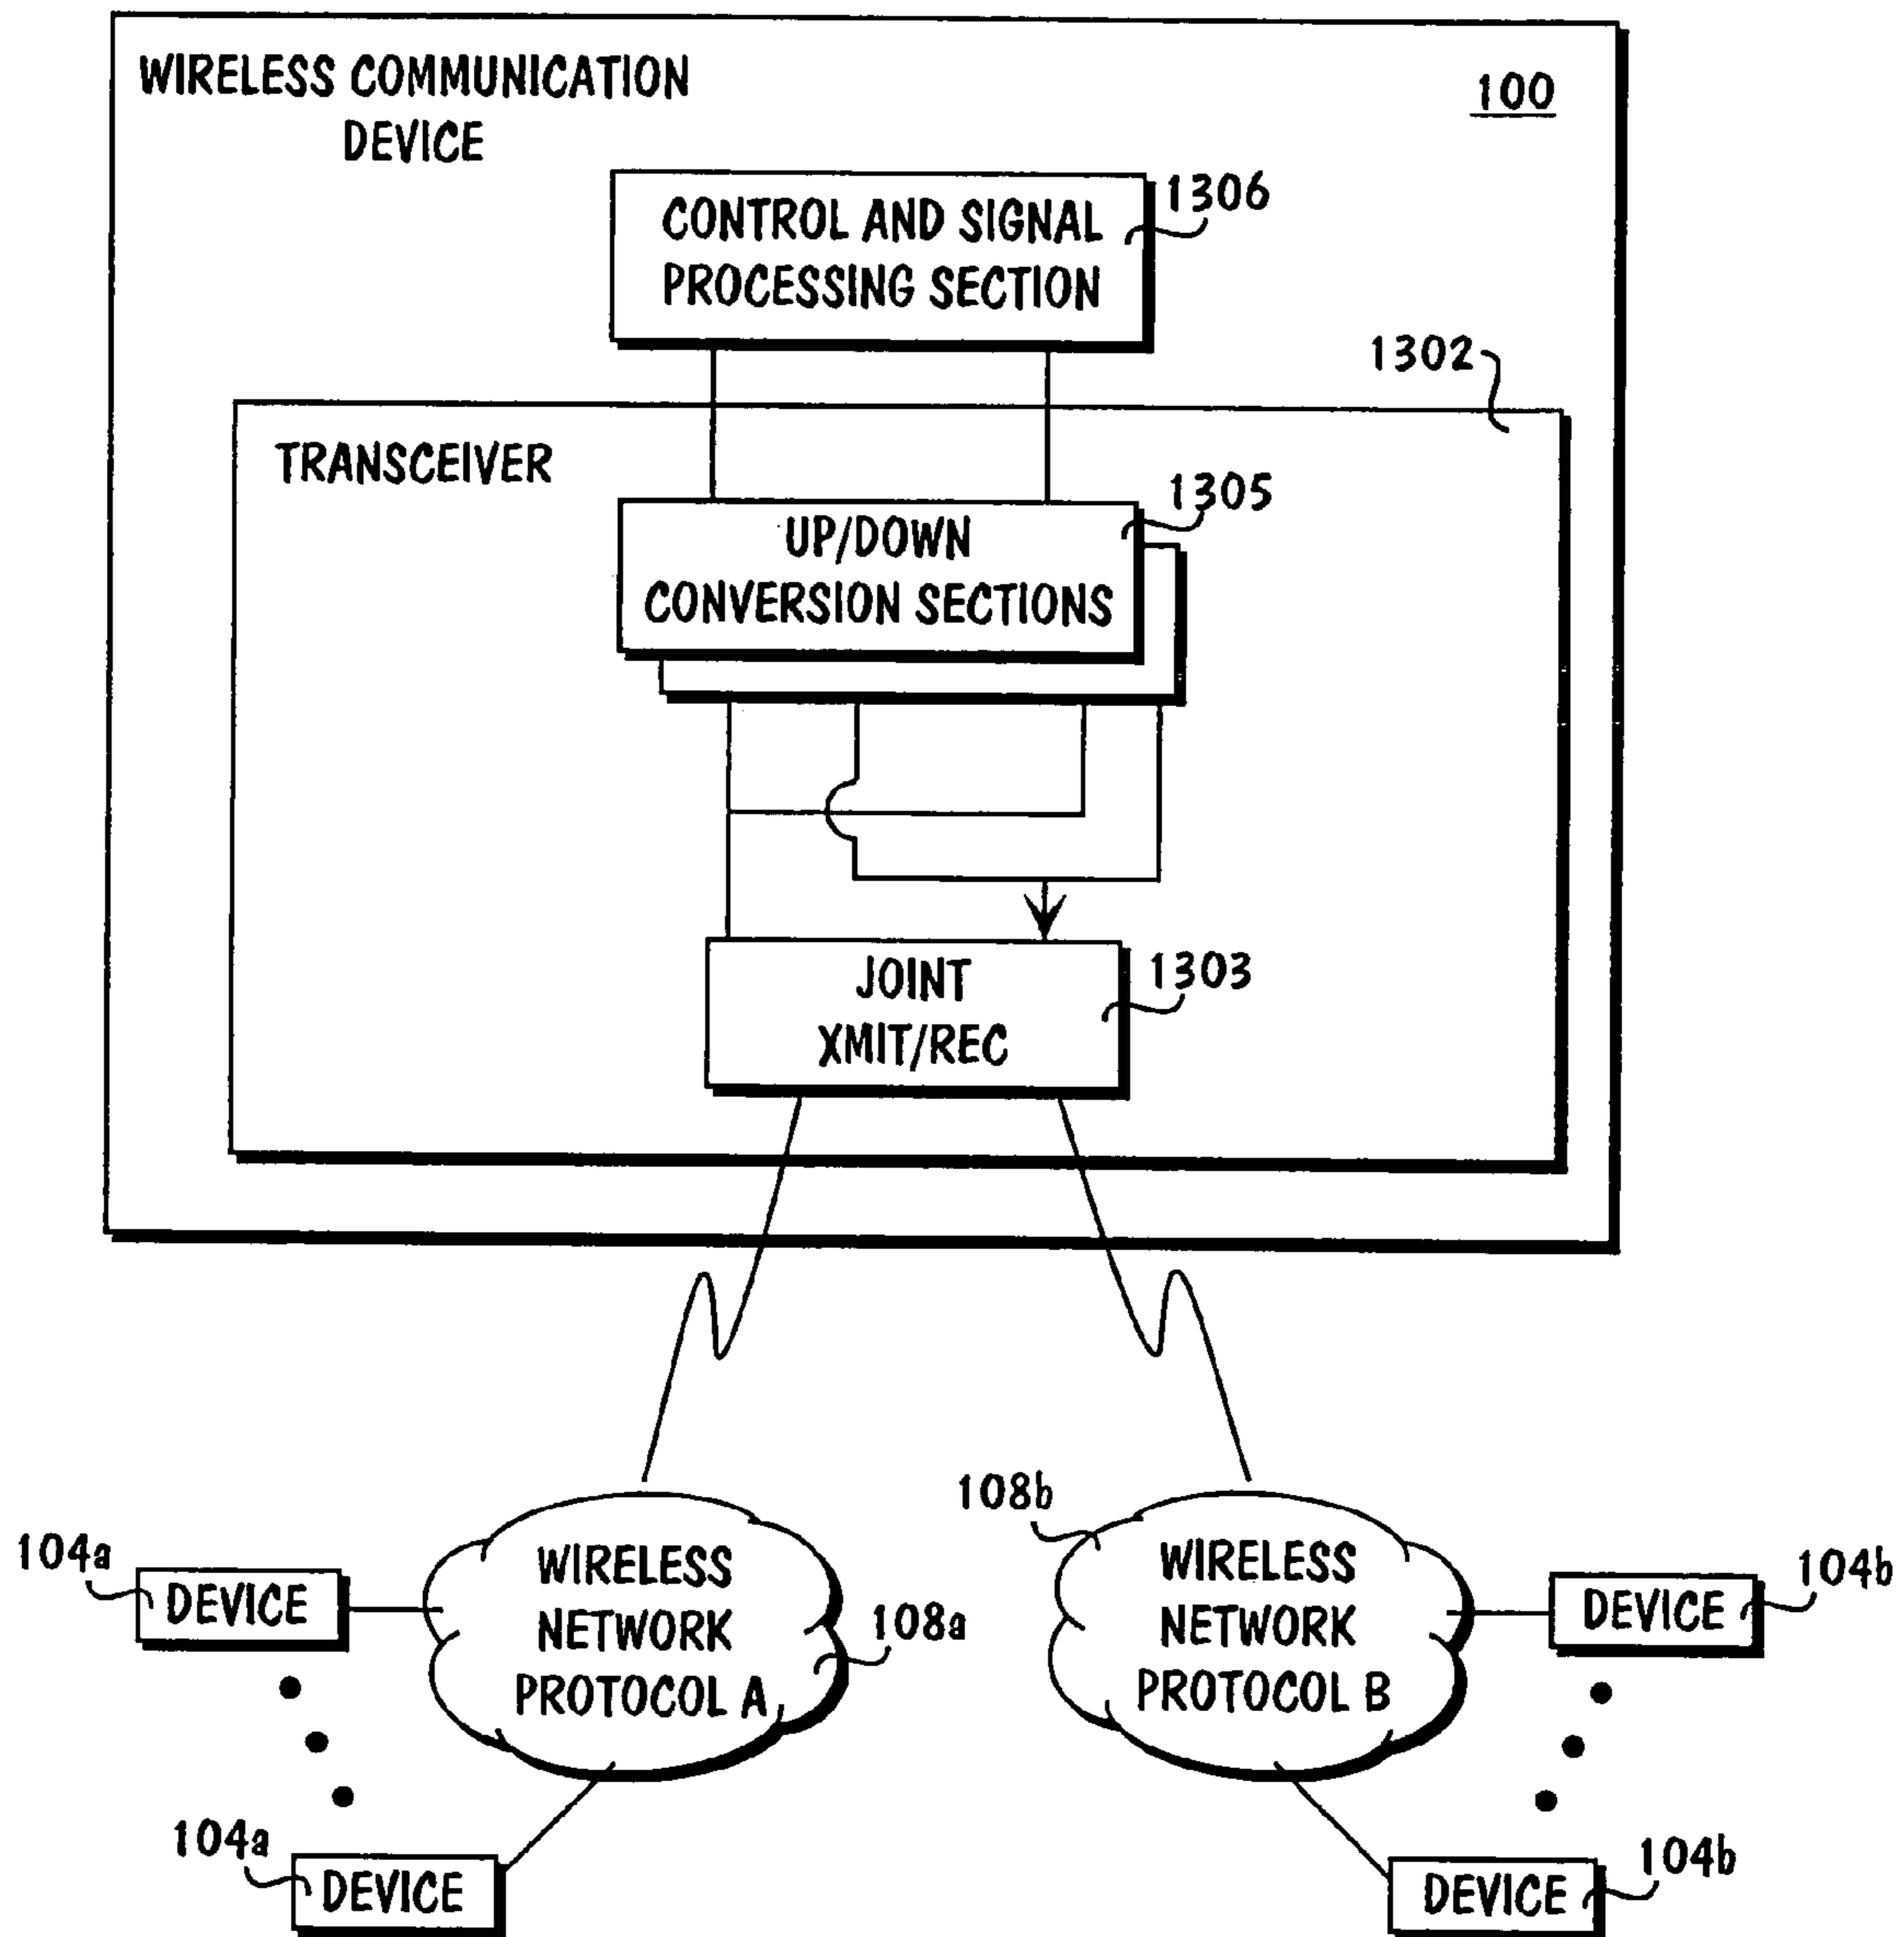 WIRELESS COMMUNICATION
DEVICE
100
CONTROL AND SIGNAL
PROCESSING SECTION
1306
1302
TRANSCEIVER
UP/DOWN
CONVERSION SECTIONS
1305
JOINT
XMIT/REC
1303
104a
DEVICE
WIRELESS
NETWORK
PROTOCOL A
108a
108b
WIRELESS
NETWORK
PROTOCOL B
104b
DEVICE
104a
DEVICE
104b
DEVICE